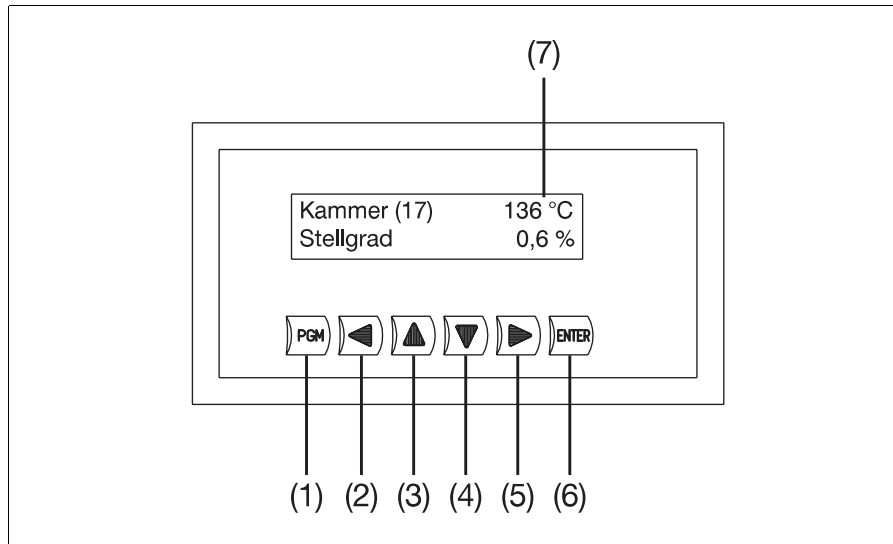 (7)
Kammer (17) 136 °C
Stellgrad 0,6 %
PGM ENTER
(1) (2) (3) (4) (5) (6)